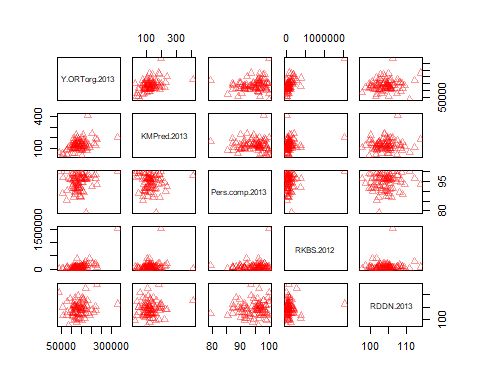 100 300
0 1000000
Y.ORTorg.2013
50000
100 400
KMPred.2013
Pers.comp.2013
80 95
0 1500000
RKBS.2012
RDDN.2013
100
50000 300000
80 90 100
100 110